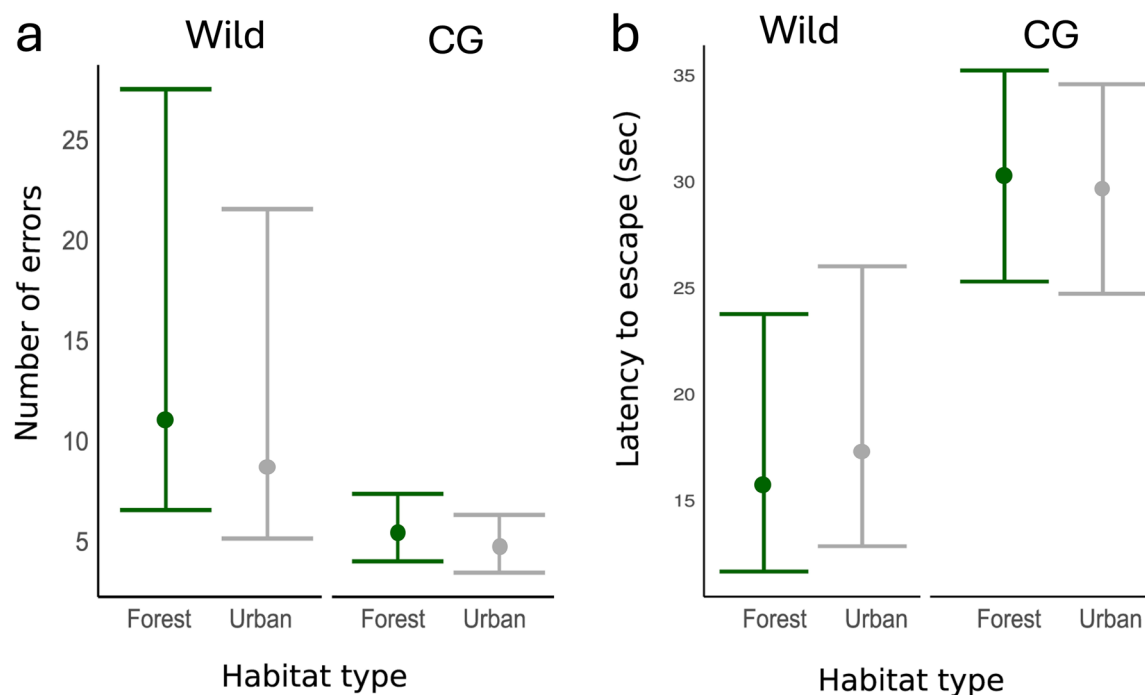 a
Wild
CG
Number of errors
25
20
15
10
5
Forest
Urban
Forest
Urban
Habitat type
b
Wild
CG
Latency to escape (sec)
35
30
25
20
15
Forest
Urban
Forest
Urban
Habitat type